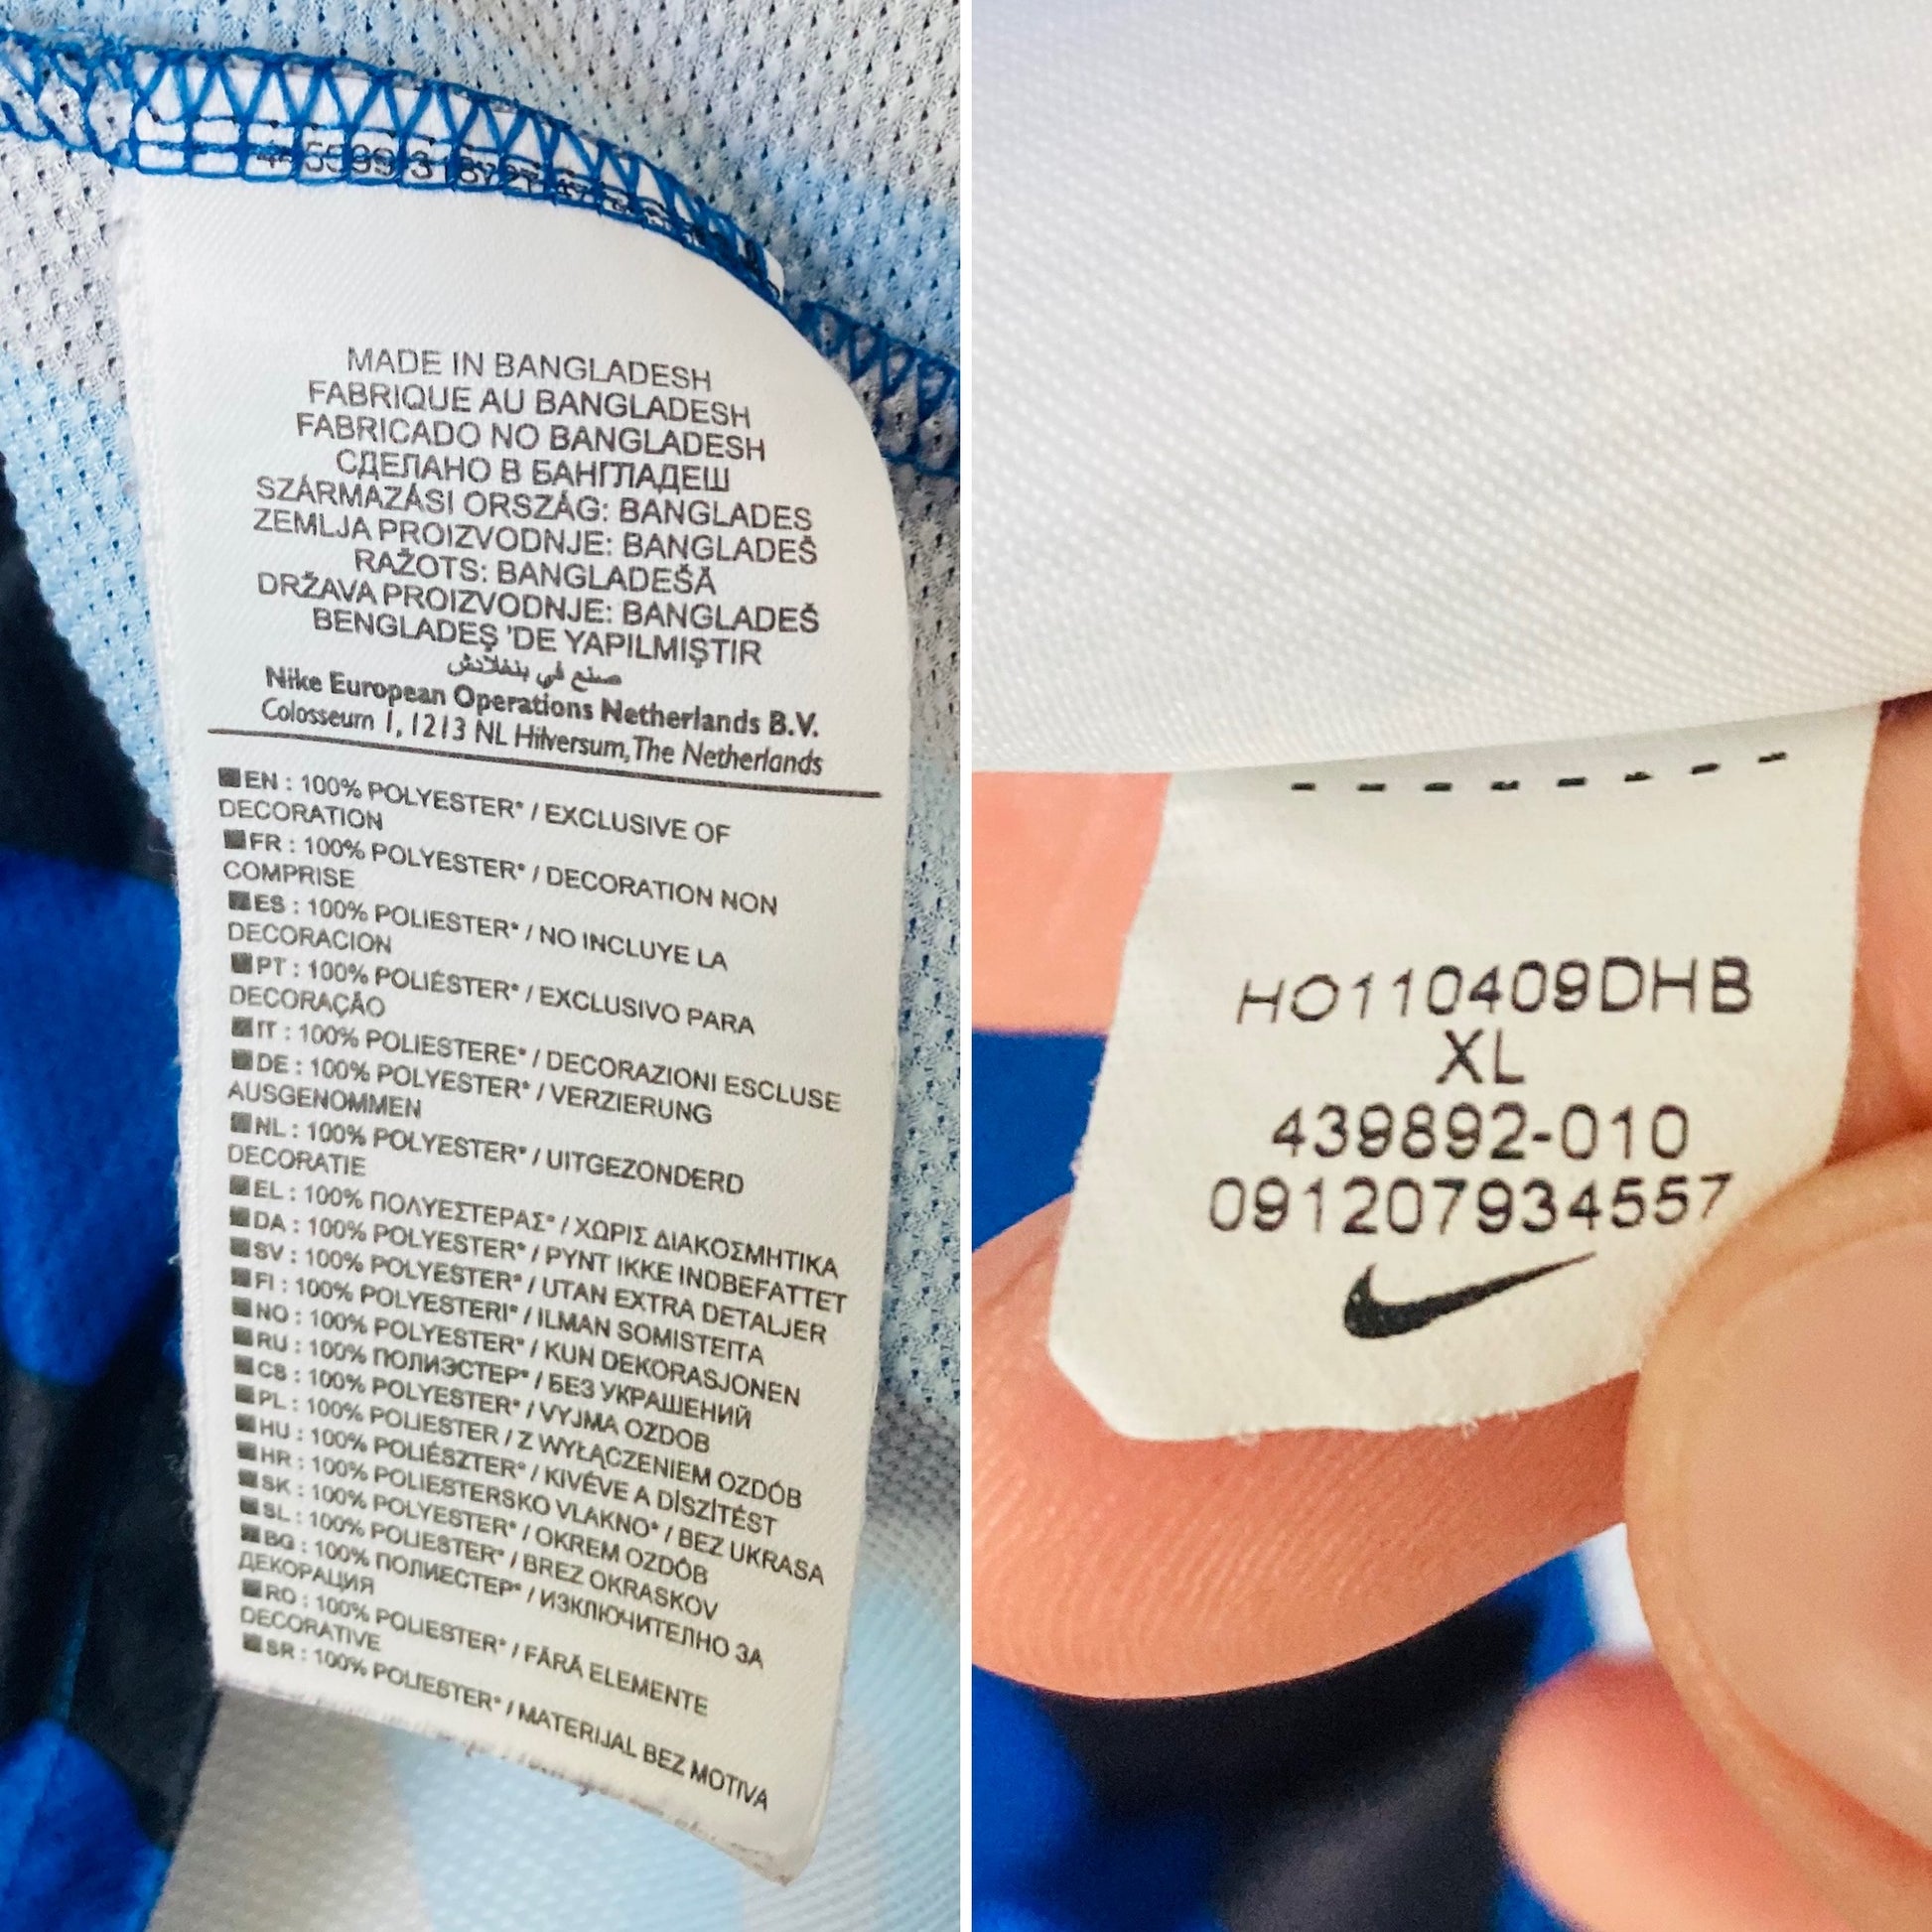 MADE IN BANGLADESH
FABRIQUE AU BANGLADESH
FABRICADO NO BANGLADESH
СДЕЛАНО В БАНГЛАДЕШ
SZÁRMAZÁSI ORSZÁG: BANGLADES
ZEMLJA PROIZVODNJE: BANGLADEŠ
RAŽOTS: BANGLADEŠĀ
DRŽAVA PROIZVODNJE: BANGLADEŠ
BENGLADEŞ 'DE YAPILMIŞTIR
صنع في بنغلادش
Nike European Operations Netherlands B.V.
Colosseum 1, 1213 NL Hilversum, The Netherlands
EN : 100% POLYESTER* / EXCLUSIVE OF
DECORATION
FR : 100% POLYESTER* / DECORATION NON
COMPRISE
ES : 100% POLIESTER* / NO INCLUYE LA
DECORACION
PT : 100% POLIÉSTER* / EXCLUSIVO PARA
DECORAÇÃO
IT : 100% POLIESTERE* / DECORAZIONI ESCLUSE
DE : 100% POLYESTER* / VERZIERUNG
AUSGENOMMEN
NL : 100% POLYESTER* / UITGEZONDERD
DECORATIE
EL : 100% ΠΟΛΥΕΣΤΕΡΑΣ* / ΧΩΡΙΣ ΔΙΑΚΟΣΜΗΤΙΚΑ
DA : 100% POLYESTER* / PYNT IKKE INDBEFATTET
SV : 100% POLYESTER* / UTAN EXTRA DETALJER
FI : 100% POLYESTERI* / ILMAN SOMISTEITA
NO : 100% POLYESTER* / KUN DEKORASJONEN
RU : 100% ПОЛИЭСТЕР* / БЕЗ УКРАШЕНИЙ
CS : 100% POLYESTER* / VYJMA OZDOB
PL : 100% POLIESTER / Z WYŁĄCZENIEM OZDÓB
HU : 100% POLIÉSZTER* / KIVÉVE A DÍSZÍTÉST
HR : 100% POLIESTERSKO VLAKNO* / BEZ UKRASA
SK : 100% POLYESTER* / OKREM OZDÔB
SL : 100% POLIESTER* / BREZ OKRASKOV
BG : 100% ПОЛИЕСТЕР* / ИЗКЛЮЧИТЕЛНО ЗА
ДЕКОРАЦИЯ
RO : 100% POLIESTER* / FĂRĂ ELEMENTE
DECORATIVE
SR : 100% POLIESTER* / MATERIJAL BEZ MOTIVA
HO110409DHB
XL
439892-010
091207934557